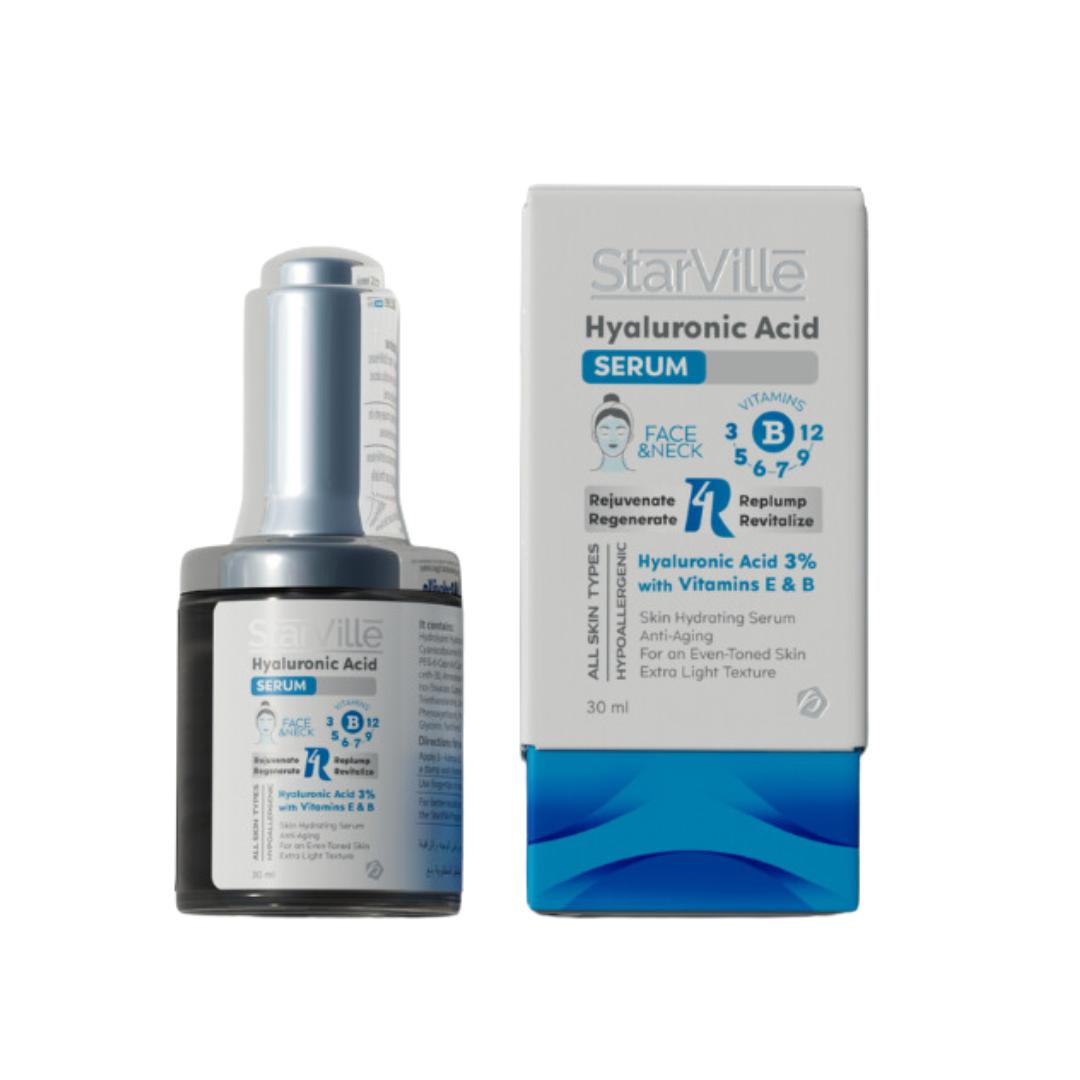 StarVille
Hyaluronic Acid
SERUM
FACE
&NECK
VITAMINS
3 B 12
5 6 7 9
Rejuvenate
Regenerate
4R
Replump
Revitalize
ALL SKIN TYPES
HYPOALLERGENIC
Hyaluronic Acid 3%
with Vitamins E & B
Skin Hydrating Serum
Anti-Aging
For an Even-Toned Skin
Extra Light Texture
30 ml
StarVille
Hyaluronic Acid
SERUM
FACE
&NECK
VITAMINS
3 B 12
5 6 7 9
Rejuvenate
Regenerate
4R
Replump
Revitalize
ALL SKIN TYPES
HYPOALLERGENIC
Hyaluronic Acid 3%
with Vitamins E & B
Skin Hydrating Serum
Anti-Aging
For an Even-Toned Skin
Extra Light Texture
30 ml
It contains: